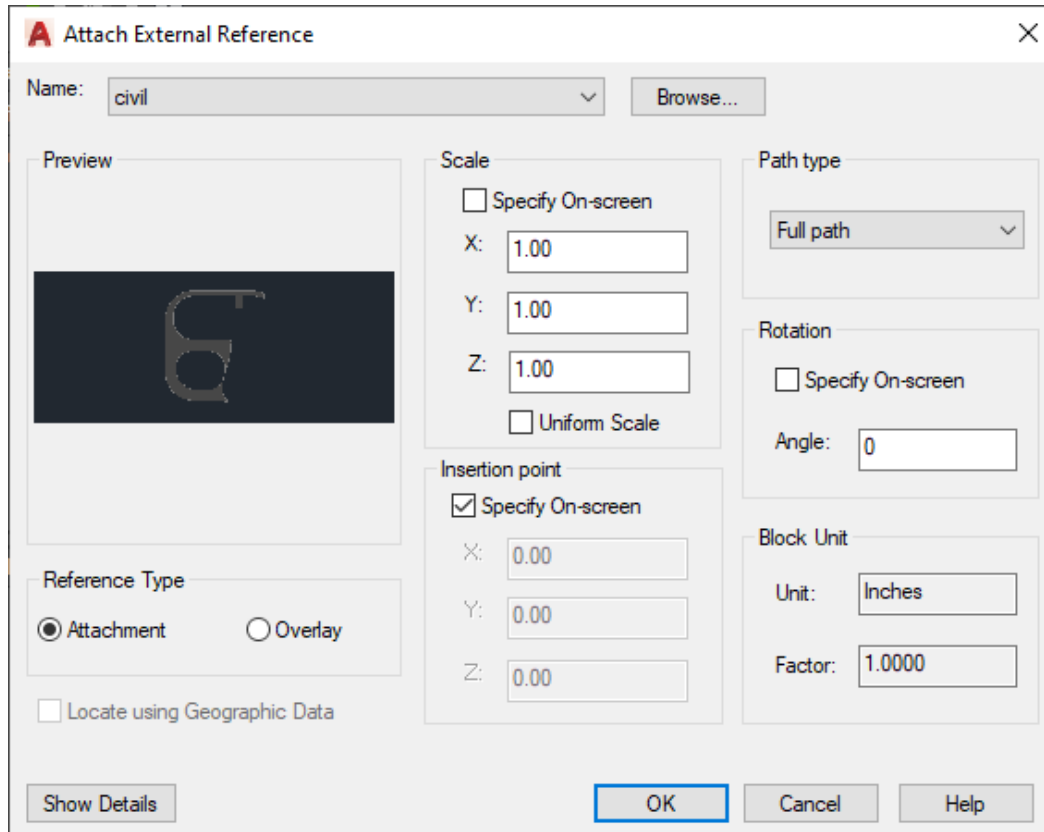 Attach External Reference
Name:
civil
Browse...
Preview
Reference Type
Attachment
Overlay
Locate using Geographic Data
Scale
Specify On-screen
X:
1.00
Y:
1.00
Z:
1.00
Uniform Scale
Insertion point
Specify On-screen
X:
0.00
Y:
0.00
Z:
0.00
Path type
Full path
Rotation
Specify On-screen
Angle:
0
Block Unit
Unit:
Inches
Factor:
1.0000
Show Details
OK
Cancel
Help